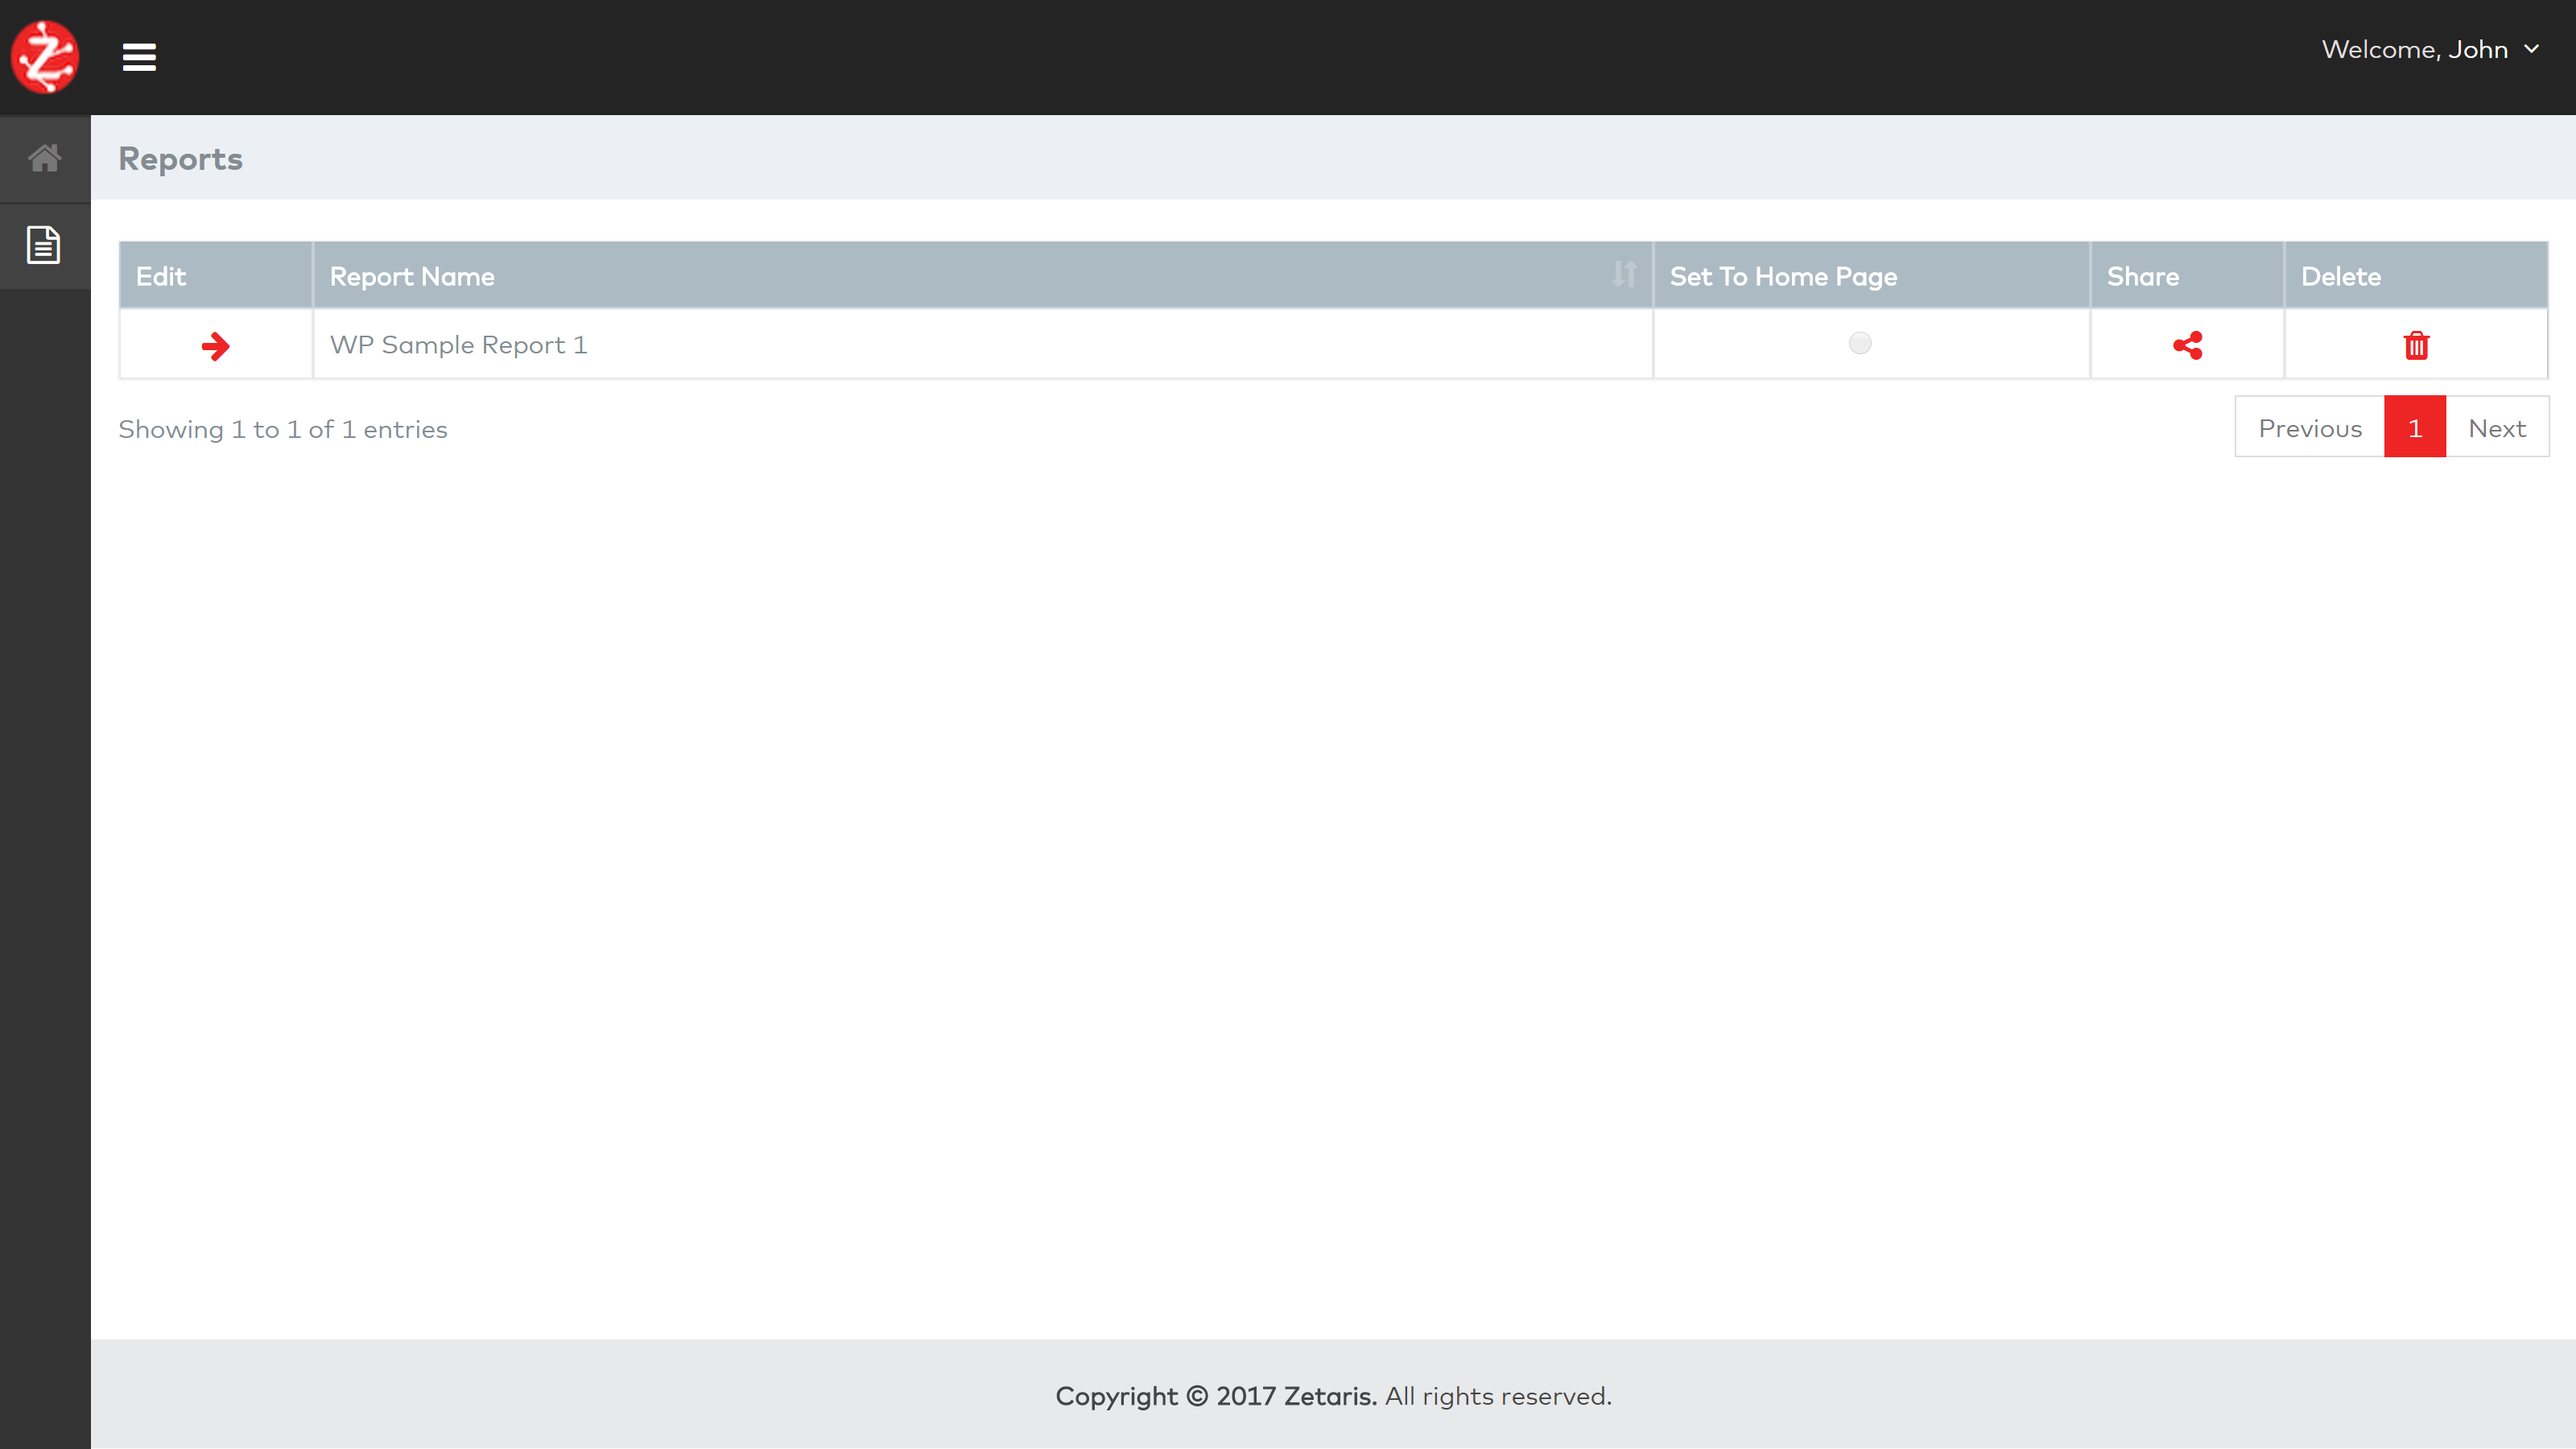 Welcome, John
Reports
Edit Report Name Set To Home Page Share Delete
WP Sample Report 1
Showing 1 to 1 of 1 entries
Previous 1 Next
Copyright © 2017 Zetaris. All rights reserved.